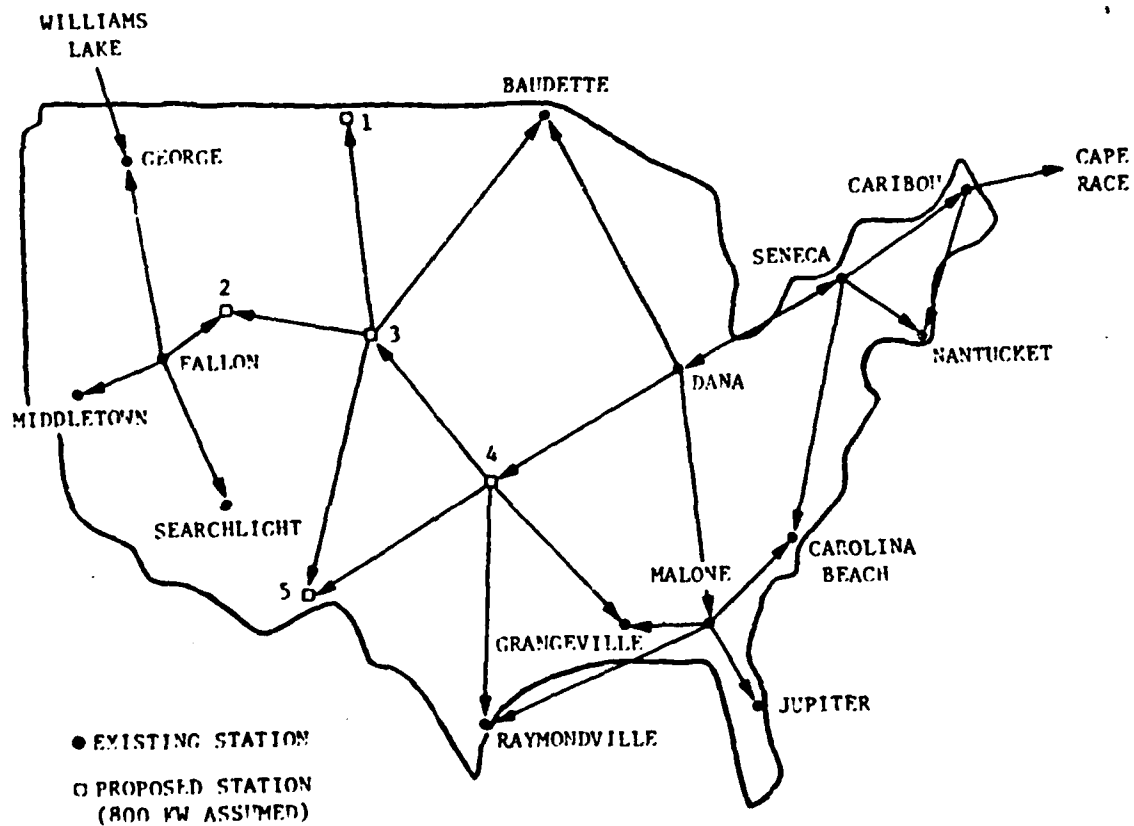 WILLIAMS
LAKE
BAUDETTE
1
GEORGE
CAPE
RACE
CARIBOU
SENECA
2
3
FALLON
NANTUCKET
DANA
MIDDLETOWN
4
SEARCHLIGHT
CAROLINA
BEACH
MALONE
5
GRANGEVILLE
JUPITER
RAYMONDVILLE
EXISTING STATION
PROPOSED STATION
(800 KW ASSUMED)